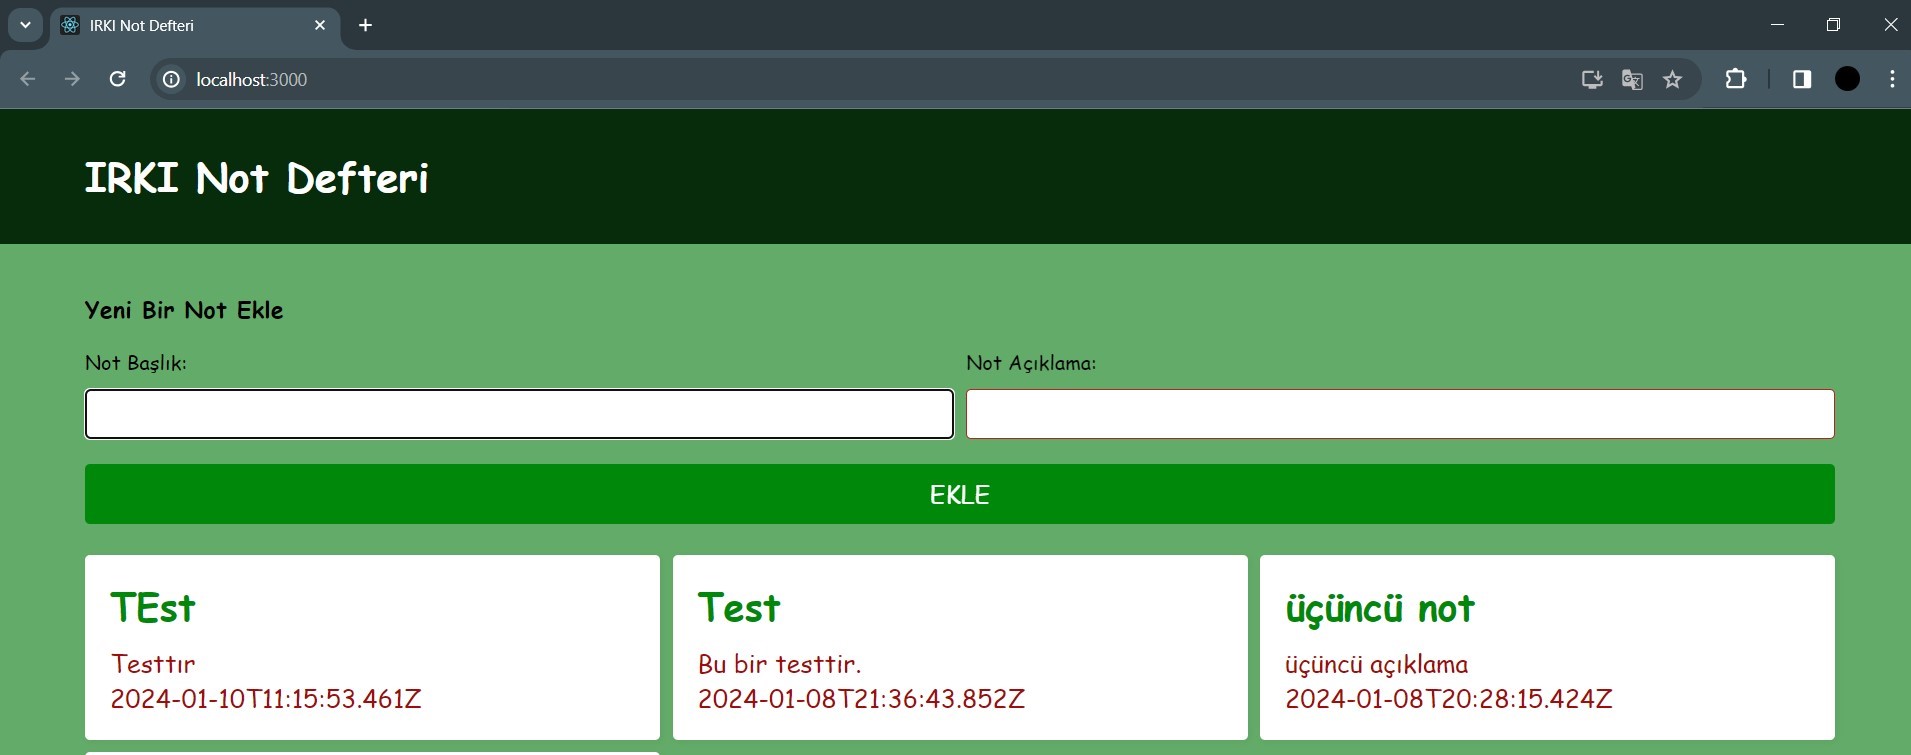 IRKI Not Defteri
localhost:3000
IRKI Not Defteri
Yeni Bir Not Ekle
Not Başlık:
Not Açıklama:
EKLE
TEst
Testtır
2024-01-10T11:15:53.461Z
Test
Bu bir testtir.
2024-01-08T21:36:43.852Z
üçüncü not
üçüncü açıklama
2024-01-08T20:28:15.424Z